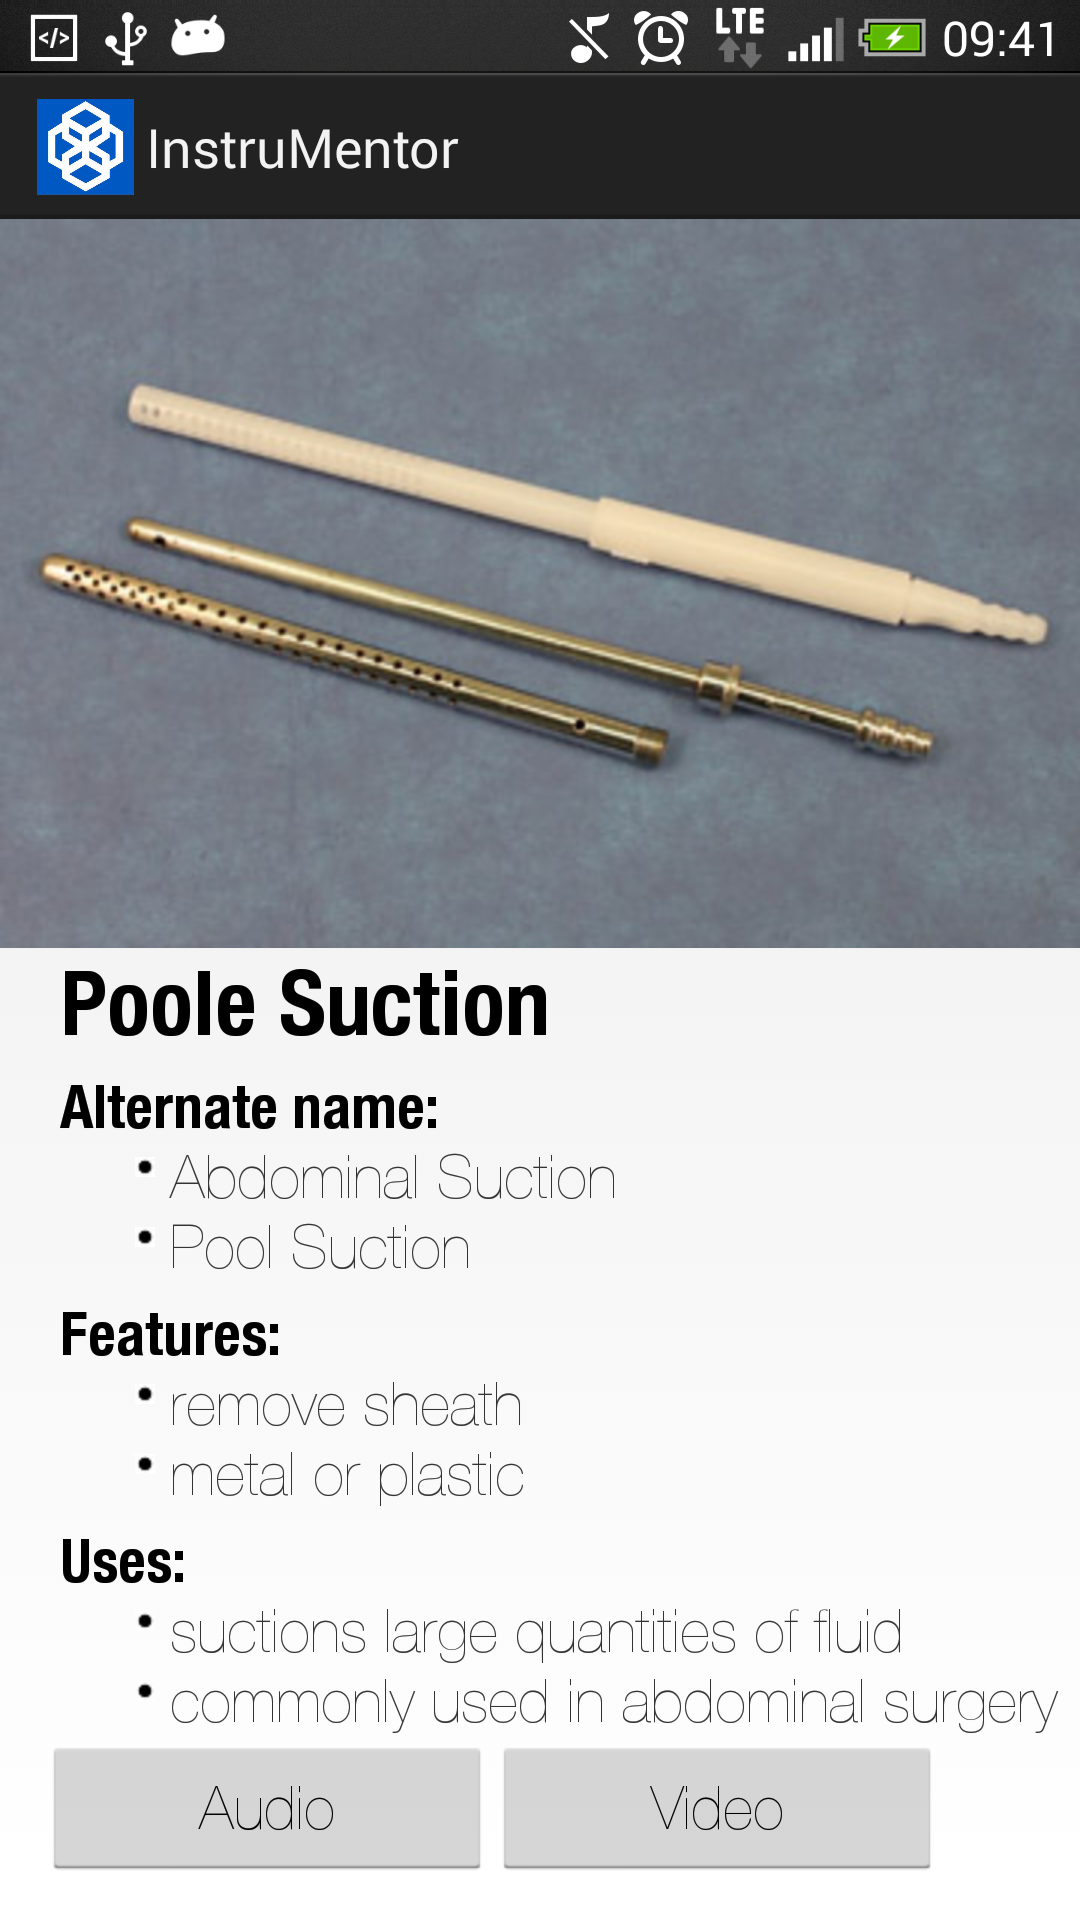 LTE
09:41
InstruMentor
Poole Suction
Alternate name:
• Abdominal Suction
• Pool Suction
Features:
• remove sheath
• metal or plastic
Uses:
• suctions large quantities of fluid
• commonly used in abdominal surgery
Audio
Video